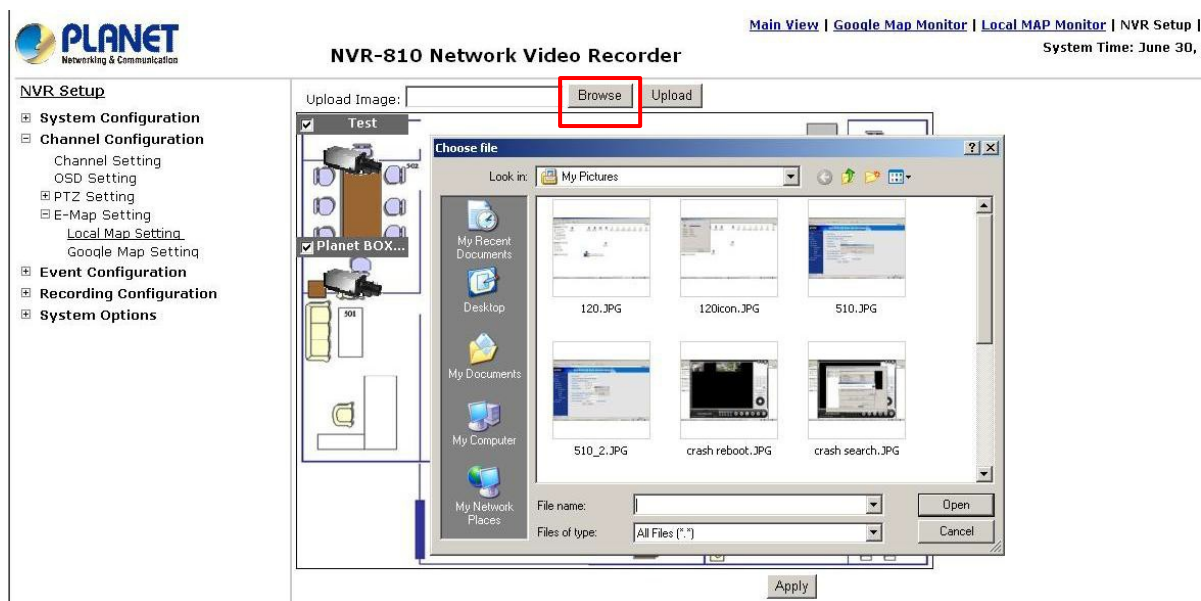 PLANET
Networking & Communication
Main View | Google Map Monitor | Local MAP Monitor | NVR Setup |
NVR-810 Network Video Recorder
System Time: June 30,
NVR Setup
System Configuration
Channel Configuration
Channel Setting
OSD Setting
PTZ Setting
E-Map Setting
Local Map Setting
Google Map Setting
Event Configuration
Recording Configuration
System Options
Upload Image:
Browse
Upload
Test
502
Planet BOX...
501
Choose file
Look in:
My Pictures
My Recent Documents
Desktop
My Documents
My Computer
My Network Places
120.JPG
120icon.JPG
510.JPG
510_2.JPG
crash reboot.JPG
crash search.JPG
File name:
Open
Files of type:
All Files (*.*)
Cancel
Apply